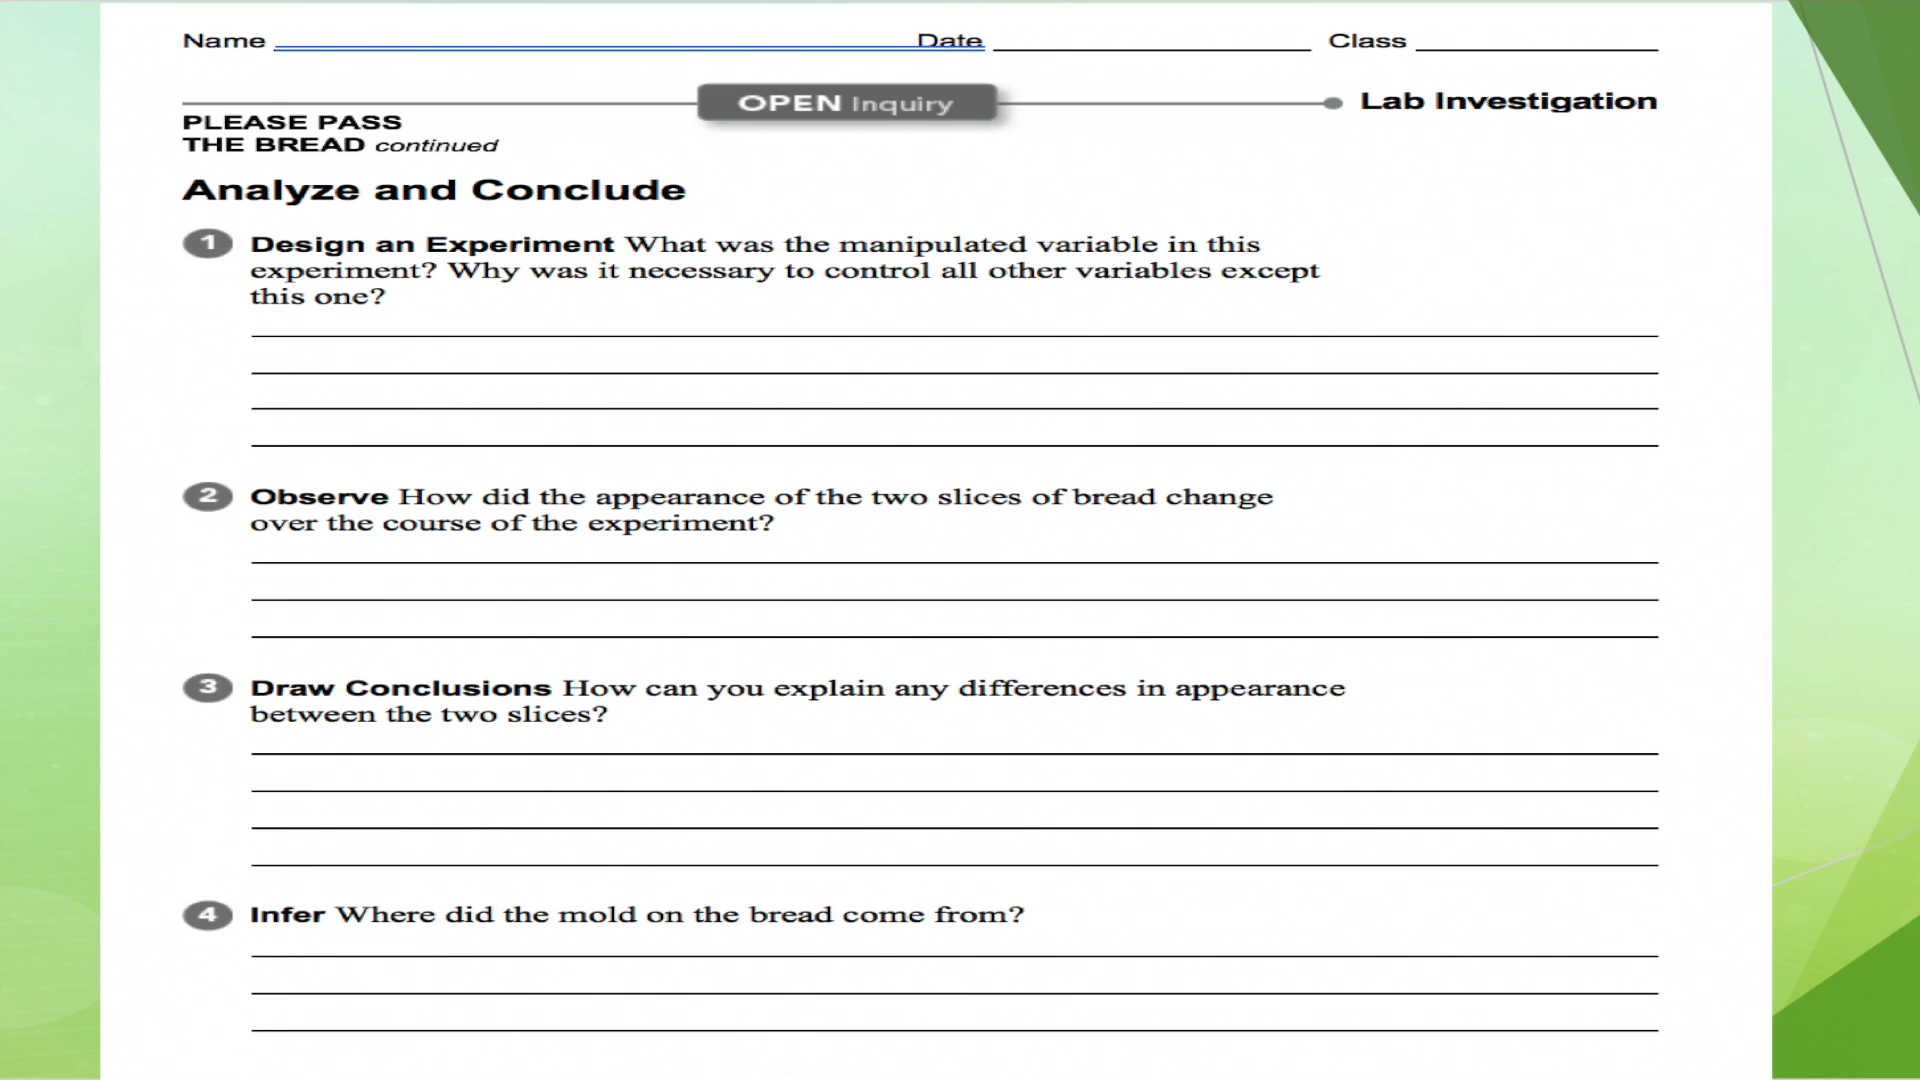 Name Date Class
OPEN Inquiry Lab Investigation
PLEASE PASS
THE BREAD continued
Analyze and Conclude
1 Design an Experiment What was the manipulated variable in this
experiment? Why was it necessary to control all other variables except
this one?
2 Observe How did the appearance of the two slices of bread change
over the course of the experiment?
3 Draw Conclusions How can you explain any differences in appearance
between the two slices?
4 Infer Where did the mold on the bread come from?